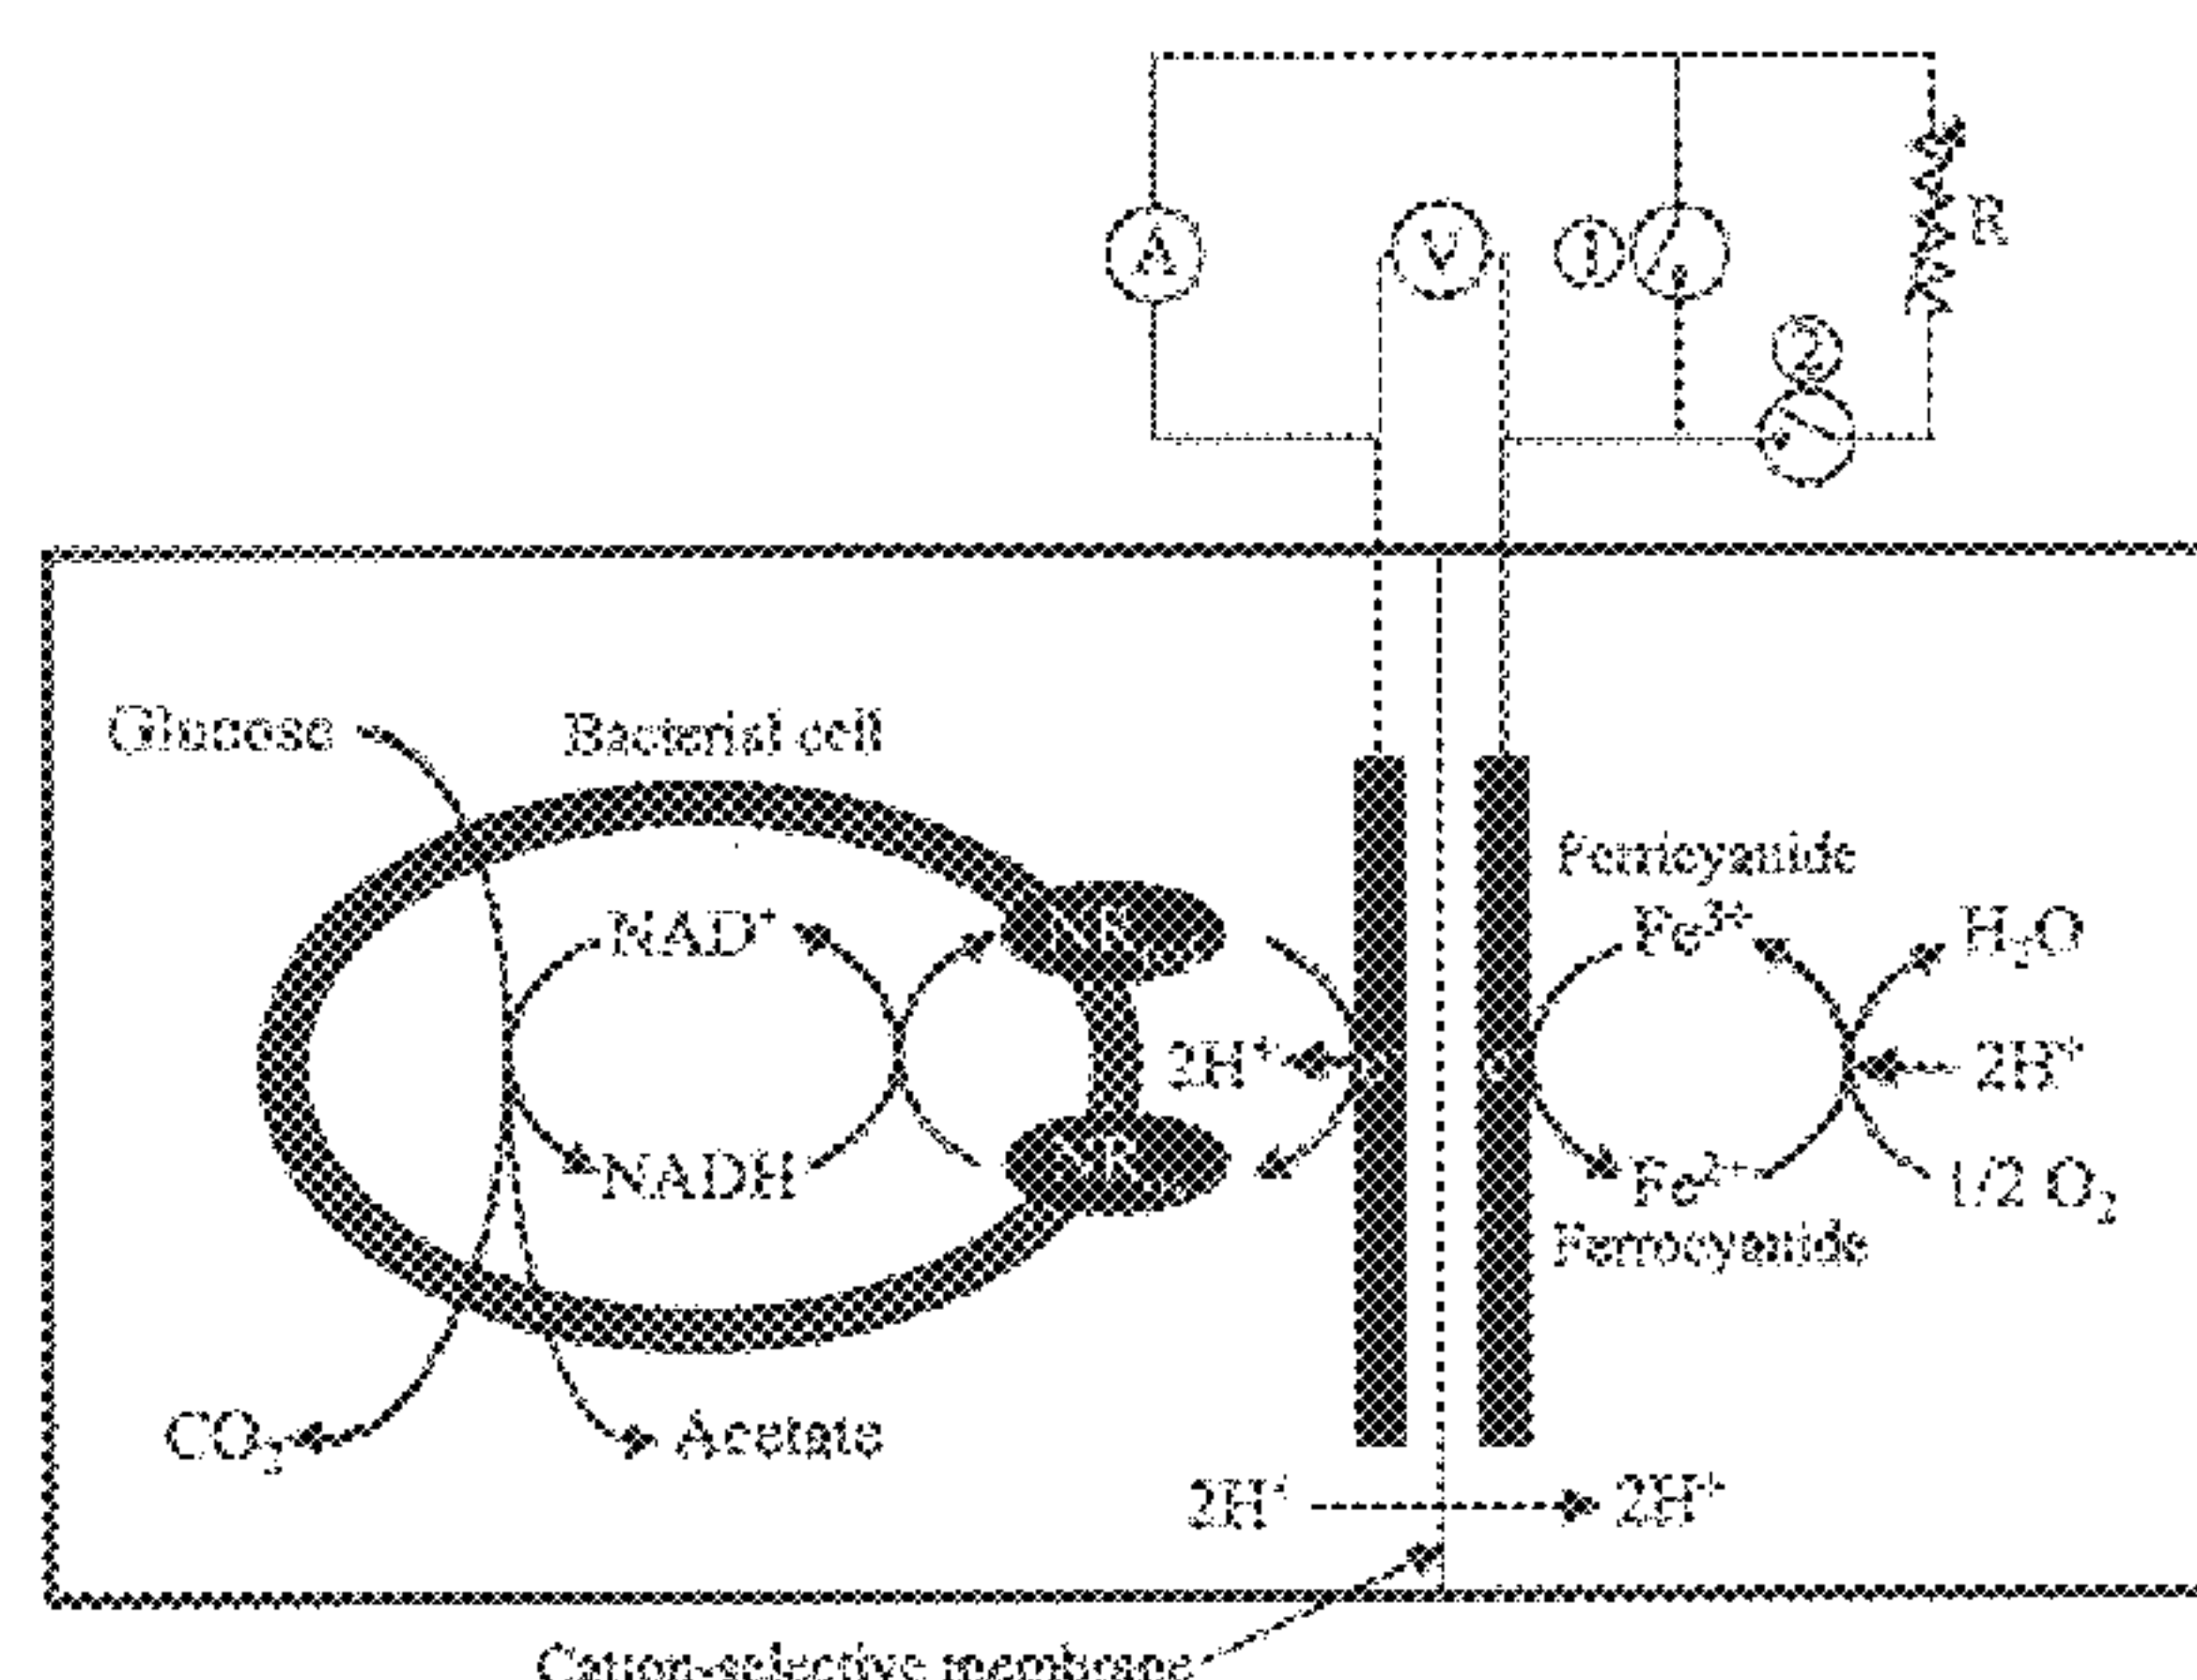 A
V
①
R
②
Glucose
Bacterial cell
Ferricyanide
NAD⁺
NR
Fe³⁺
H₂O
2H⁺
2H⁺
NADH
NR
Fe²⁺
1/2 O₂
Ferrocyanide
CO₂
Acetate
2H⁺
2H⁺
Cation-selective membrane